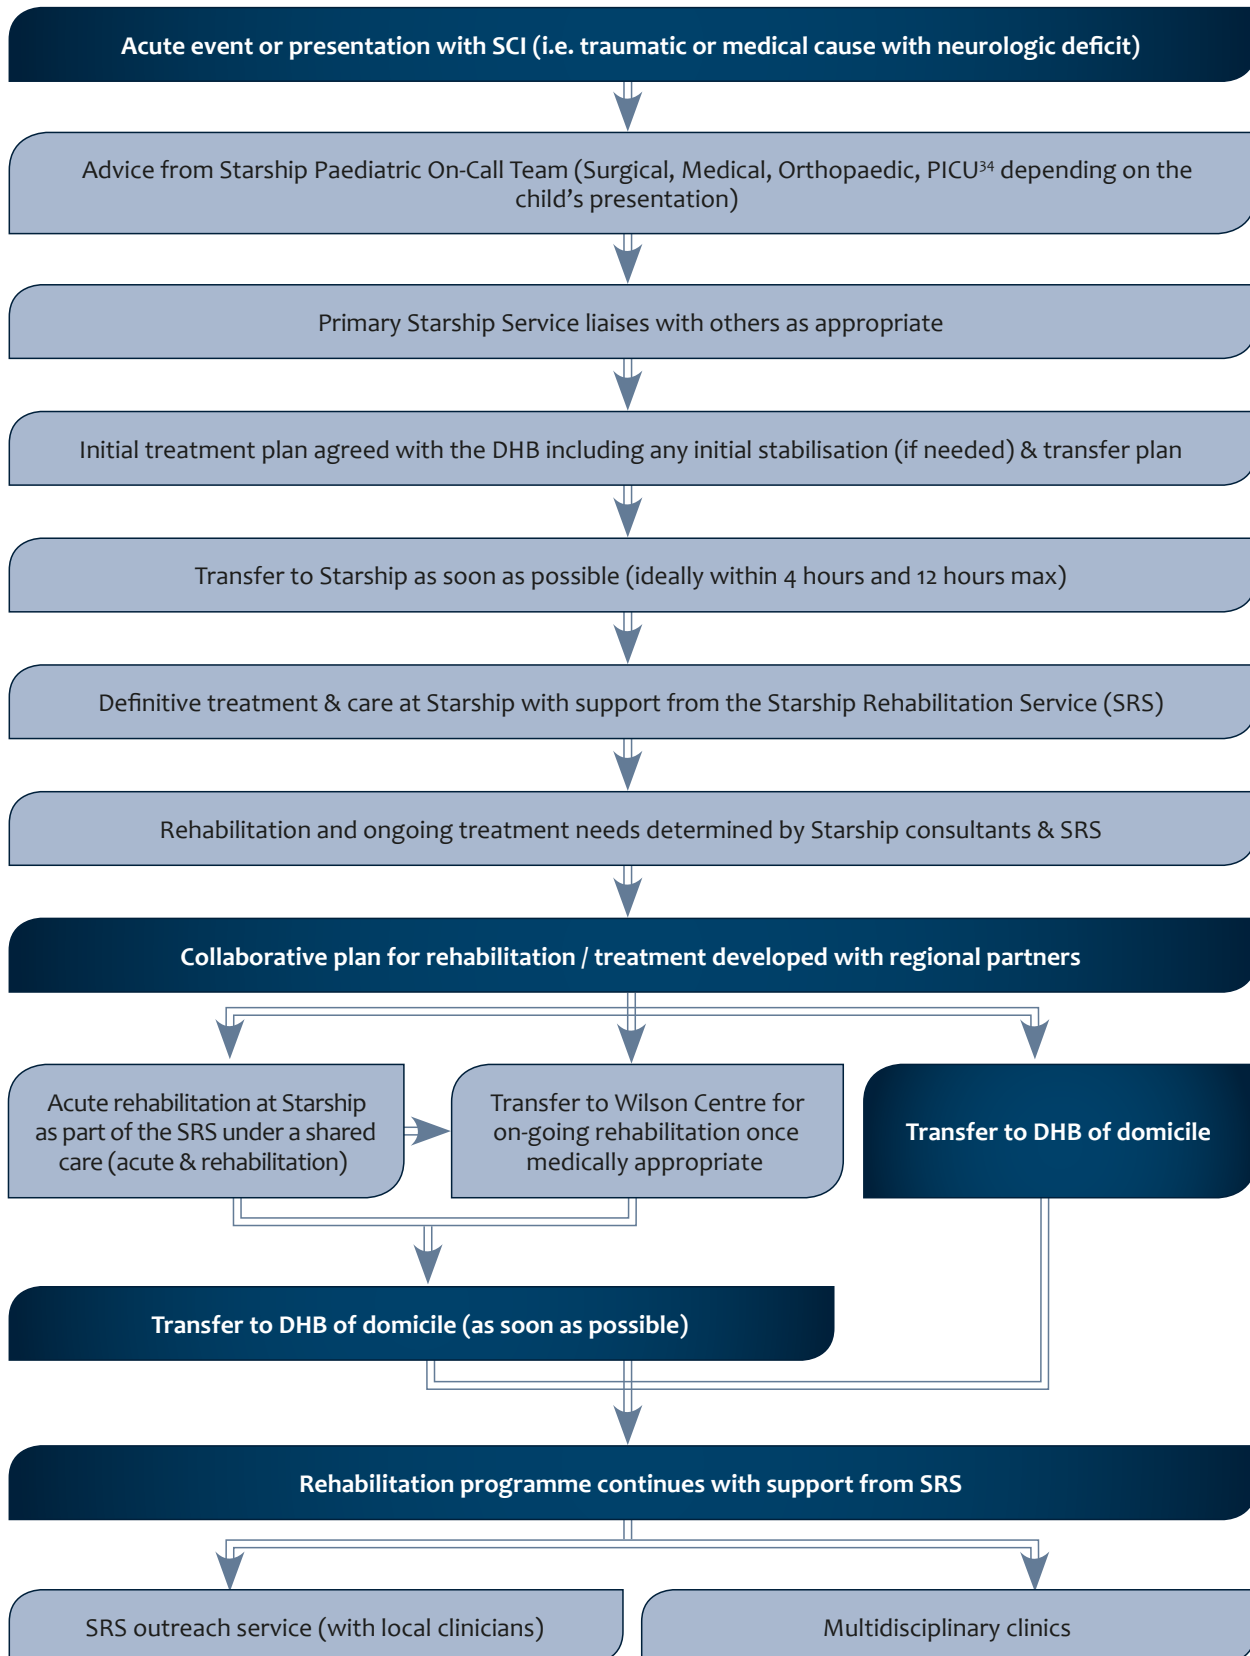 Acute event or presentation with SCI (i.e. traumatic or medical cause with neurologic deficit)
Advice from Starship Paediatric On-Call Team (Surgical, Medical, Orthopaedic, PICU³⁴ depending on the
child’s presentation)
Primary Starship Service liaises with others as appropriate
Initial treatment plan agreed with the DHB including any initial stabilisation (if needed) & transfer plan
Transfer to Starship as soon as possible (ideally within 4 hours and 12 hours max)
Definitive treatment & care at Starship with support from the Starship Rehabilitation Service (SRS)
Rehabilitation and ongoing treatment needs determined by Starship consultants & SRS
Collaborative plan for rehabilitation / treatment developed with regional partners
Acute rehabilitation at Starship
as part of the SRS under a shared
care (acute & rehabilitation)
Transfer to Wilson Centre for
on-going rehabilitation once
medically appropriate
Transfer to DHB of domicile
Transfer to DHB of domicile (as soon as possible)
Rehabilitation programme continues with support from SRS
SRS outreach service (with local clinicians)
Multidisciplinary clinics